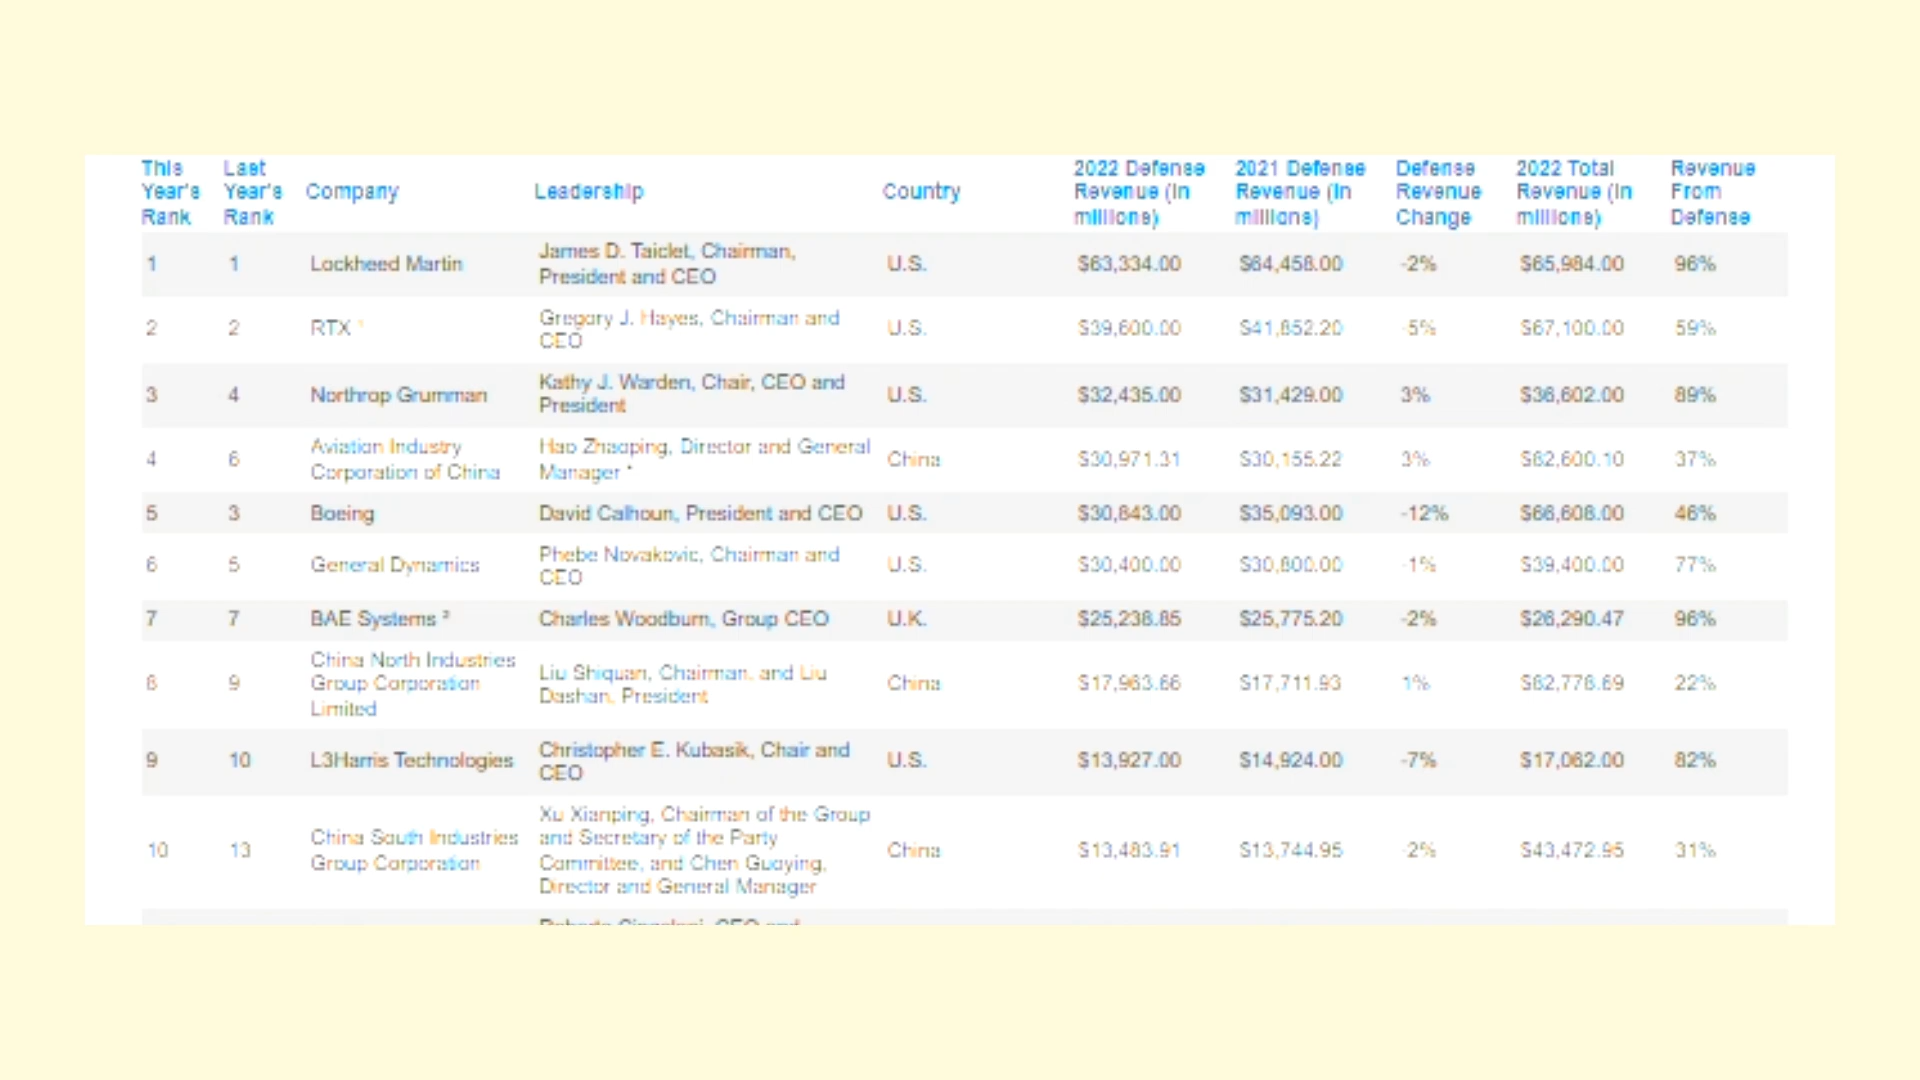 This Year's Rank	Last Year's Rank	Company	Leadership	Country	2022 Defense Revenue (in millions)	2021 Defense Revenue (in millions)	Defense Revenue Change	2022 Total Revenue (in millions)	Revenue From Defense
1	1	Lockheed Martin	James D. Taiclet, Chairman, President and CEO	U.S.	$63,334.00	$64,458.00	-2%	$65,984.00	96%
2	2	RTX ¹	Gregory J. Hayes, Chairman and CEO	U.S.	$39,600.00	$41,852.20	-5%	$67,100.00	59%
3	4	Northrop Grumman	Kathy J. Warden, Chair, CEO and President	U.S.	$32,435.00	$31,429.00	3%	$36,602.00	89%
4	6	Aviation Industry Corporation of China	Hao Zhaoping, Director and General Manager *	China	$30,971.31	$30,155.22	3%	$82,600.10	37%
5	3	Boeing	David Calhoun, President and CEO	U.S.	$30,843.00	$35,093.00	-12%	$66,608.00	46%
6	5	General Dynamics	Phebe Novakovic, Chairman and CEO	U.S.	$30,400.00	$30,800.00	-1%	$39,400.00	77%
7	7	BAE Systems ²	Charles Woodburn, Group CEO	U.K.	$25,238.85	$25,775.20	-2%	$26,290.47	96%
8	9	China North Industries Group Corporation Limited	Liu Shiquan, Chairman, and Liu Dashan, President	China	$17,963.66	$17,711.93	1%	$82,778.69	22%
9	10	L3Harris Technologies	Christopher E. Kubasik, Chair and CEO	U.S.	$13,927.00	$14,924.00	-7%	$17,062.00	82%
10	13	China South Industries Group Corporation	Xu Xianping, Chairman of the Group and Secretary of the Party Committee, and Chen Guoying, Director and General Manager	China	$13,483.91	$13,744.95	-2%	$43,472.95	31%